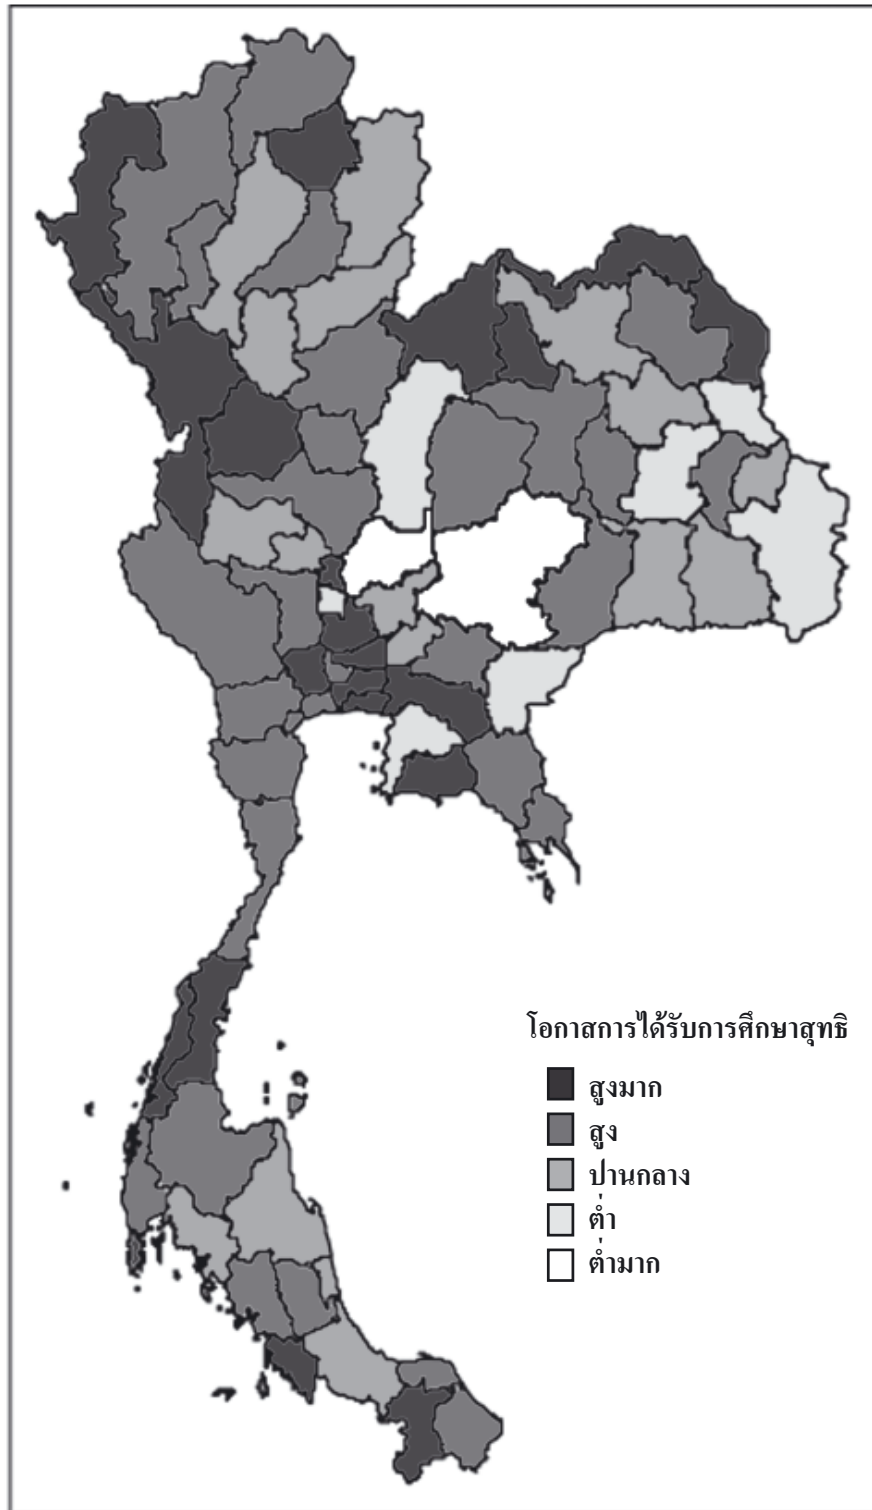 โอกาสการได้รับการศึกษาสุทธิ
สูงมาก
สูง
ปานกลาง
ต่ำ
ต่ำมาก